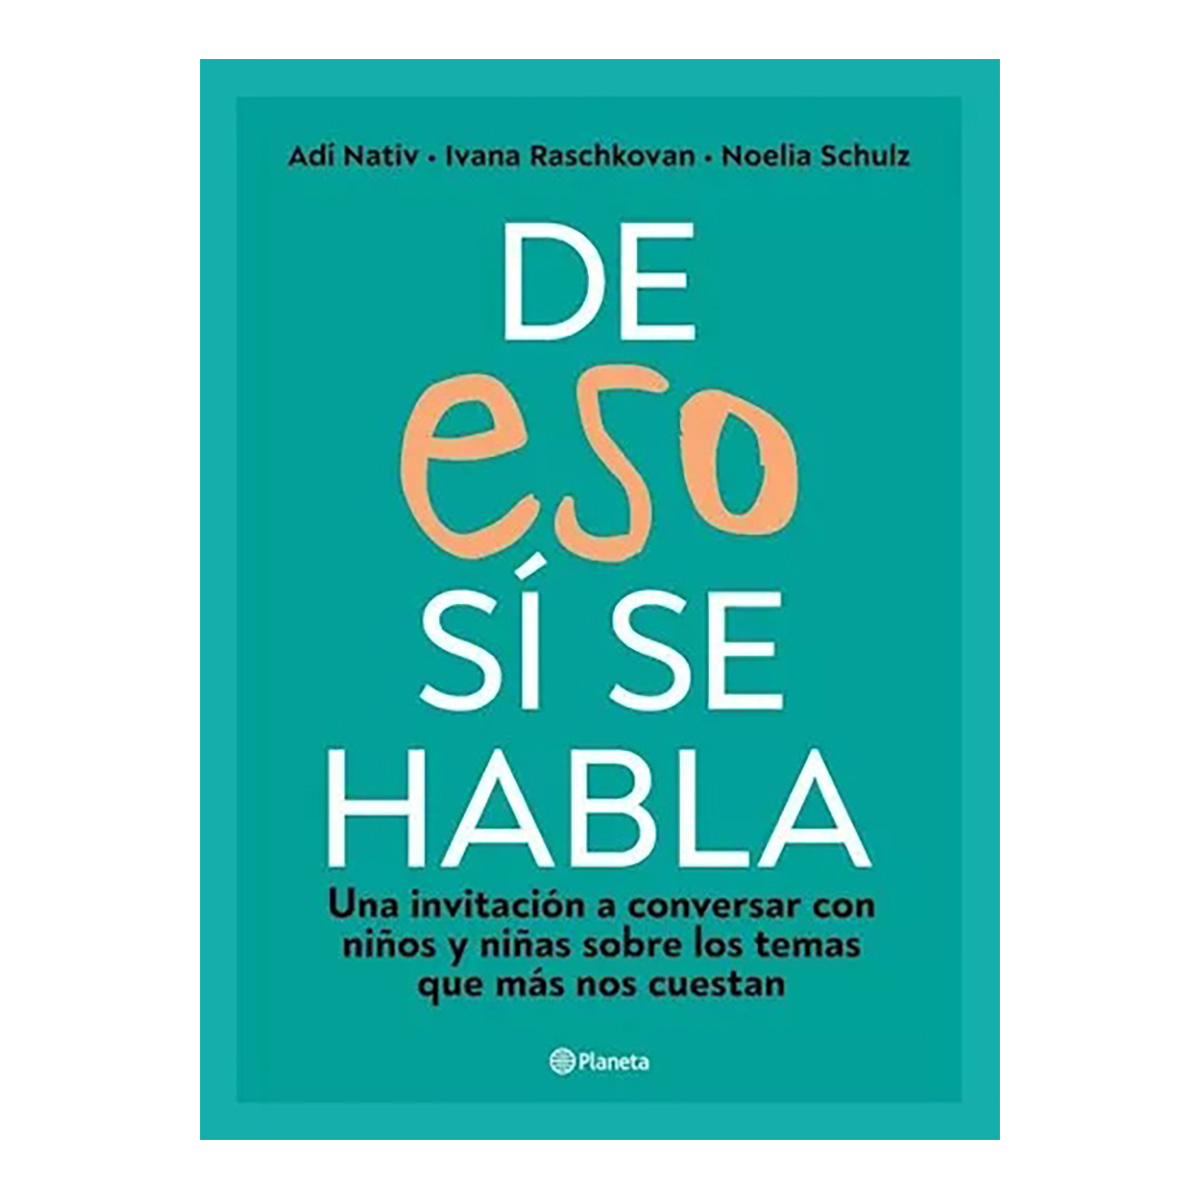 Adí Nativ • Ivana Raschkovan • Noelia Schulz
DE
eso
SÍ SE
HABLA
Una invitación a conversar con
niños y niñas sobre los temas
que más nos cuestan
Planeta